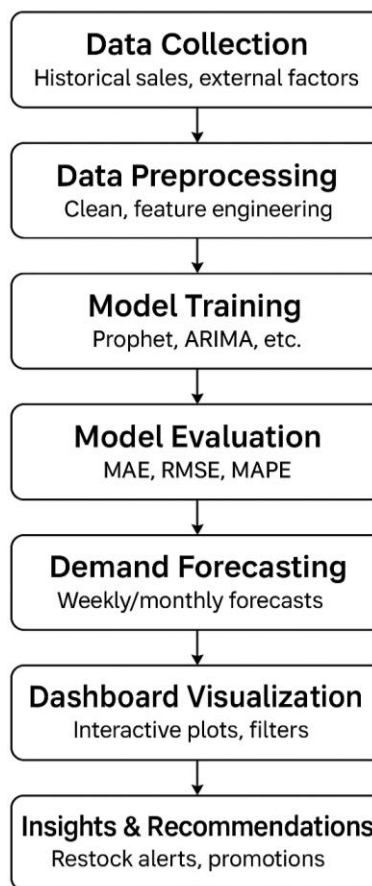 Data Collection
Historical sales, external factors
Data Preprocessing
Clean, feature engineering
Model Training
Prophet, ARIMA, etc.
Model Evaluation
MAE, RMSE, MAPE
Demand Forecasting
Weekly/monthly forecasts
Dashboard Visualization
Interactive plots, filters
Insights & Recommendations
Restock alerts, promotions